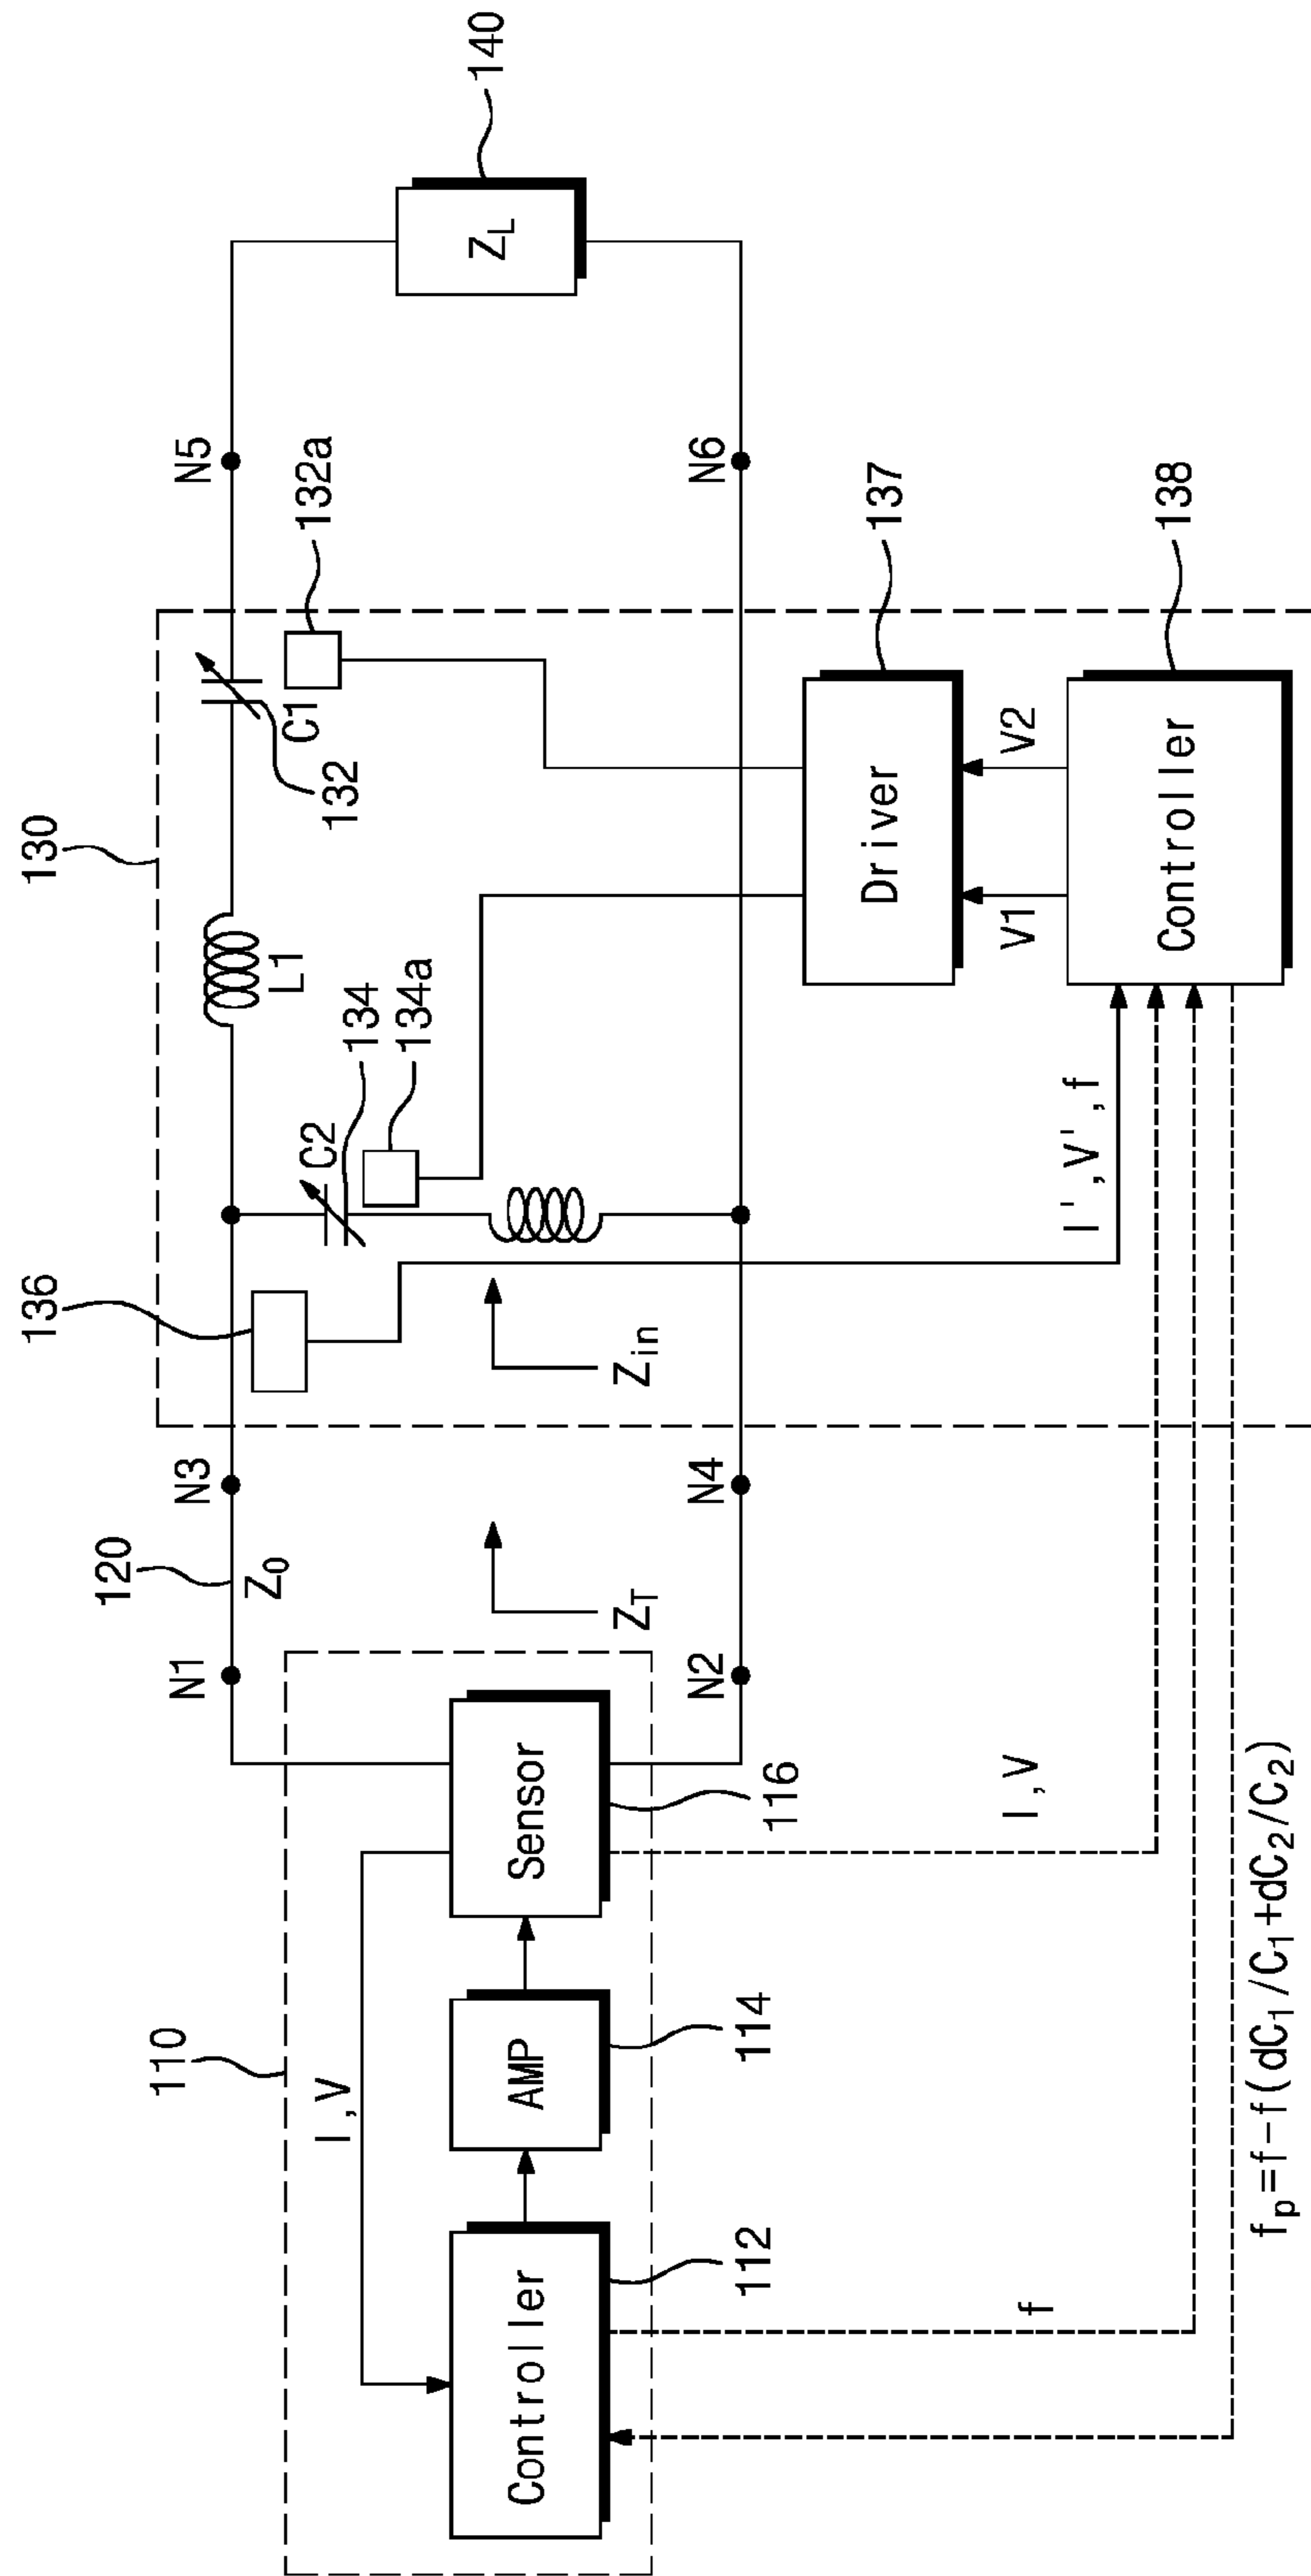 130
136
N1
120
Z0
N3
C2
134
134a
L1
132
C1
132a
N5
110
I,V
Controller
112
AMP
114
Sensor
116
ZT
Zin
ZL
140
N2
N4
N6
Driver
137
V1
V2
Controller
138
I',V',f
I,V
f
fp=f-f(dC1/C1+dC2/C2)